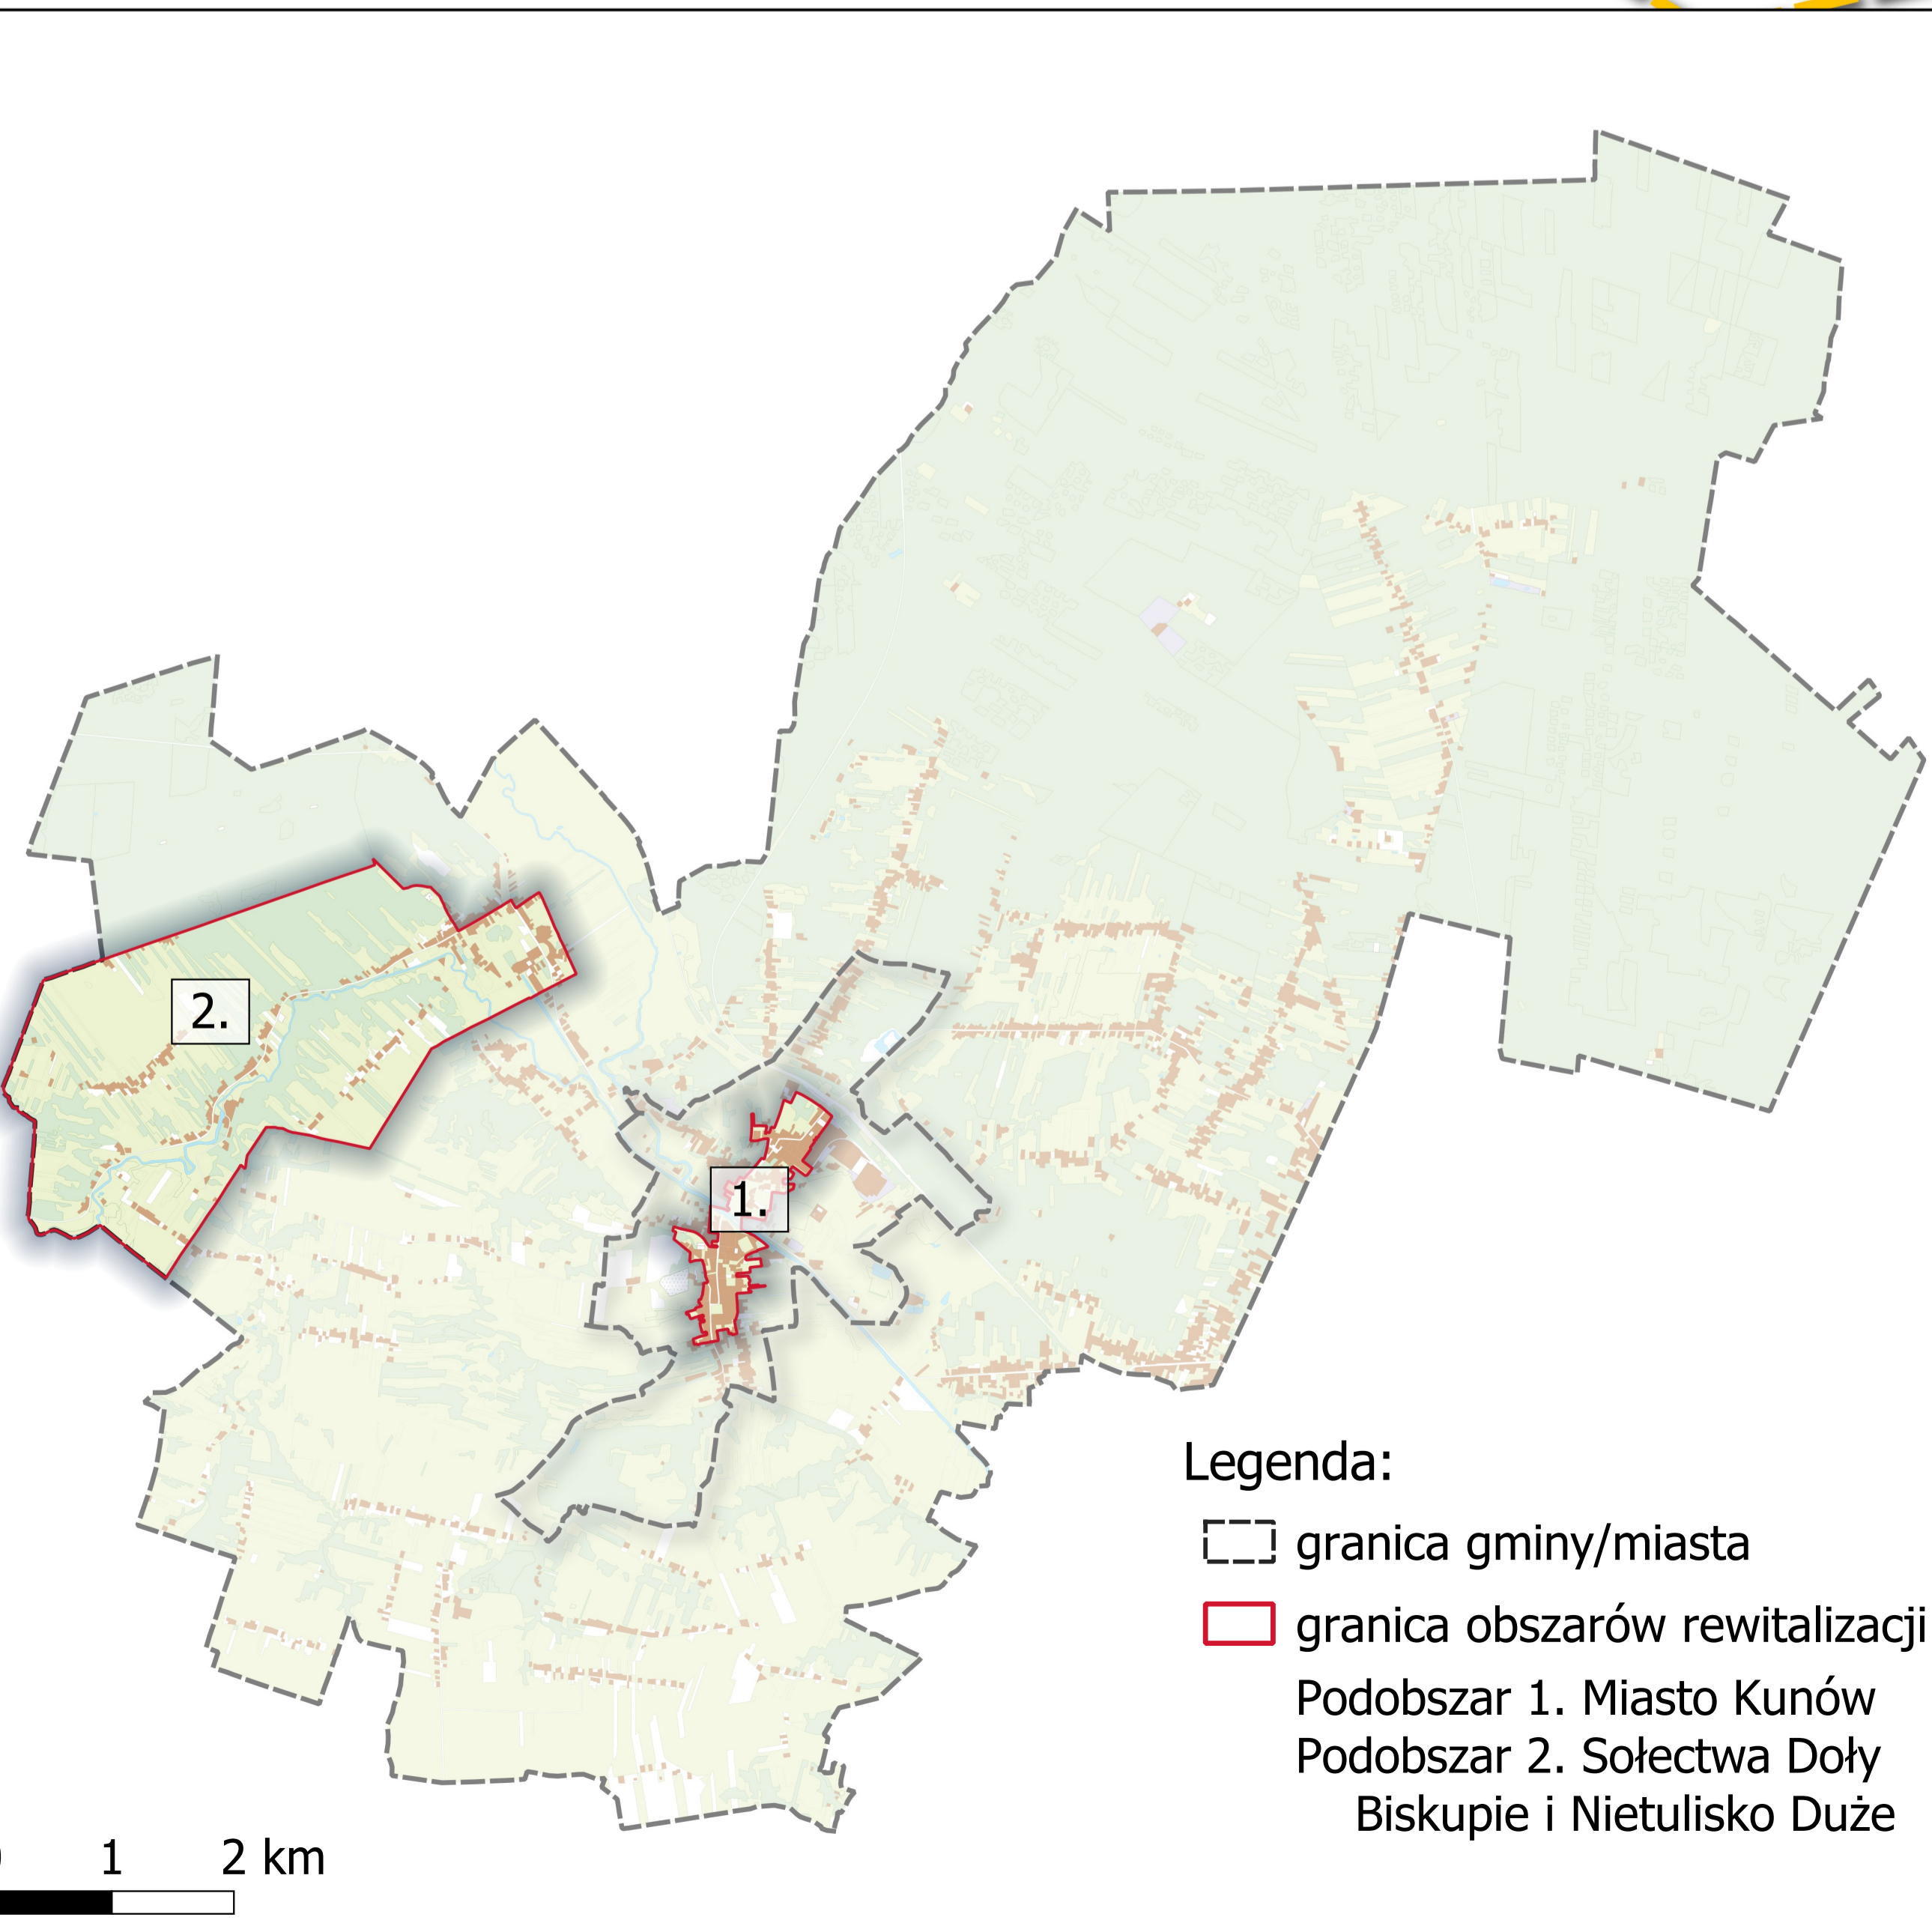 2.
1.
Legenda:
granica gminy/miasta
granica obszarów rewitalizacji
Podobszar 1. Miasto Kunów
Podobszar 2. Sołectwa Doły
Biskupie i Nietulisko Duże
1 2 km